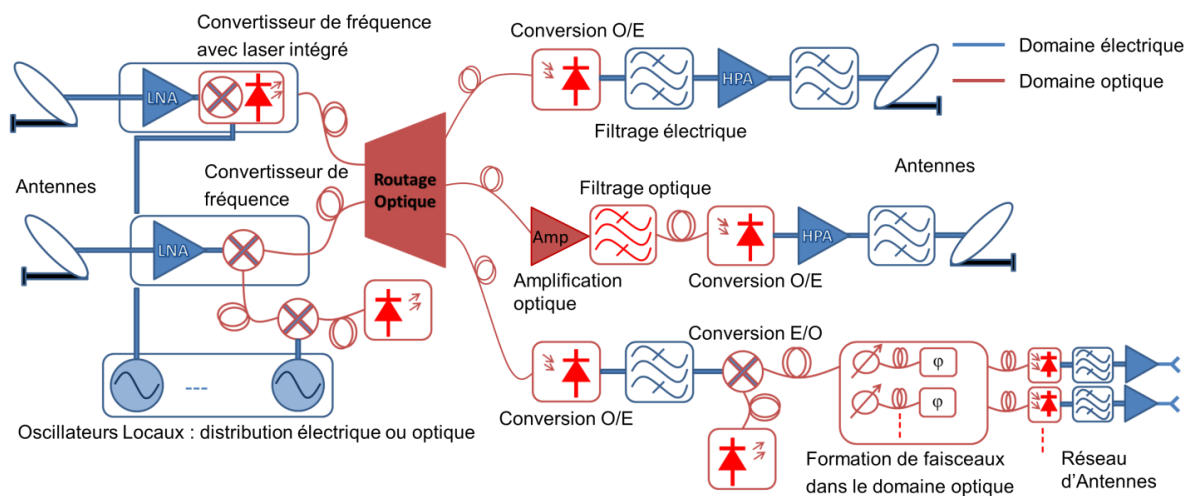 Convertisseur de fréquence
avec laser intégré
Conversion O/E
Domaine électrique
Domaine optique
LNA
HPA
Filtrage électrique
Antennes
Convertisseur de
fréquence
Routage
Optique
Filtrage optique
Antennes
LNA
Amp
HPA
Amplification
optique
Conversion O/E
Conversion E/O
---
Conversion O/E
φ
φ
Oscillateurs Locaux : distribution électrique ou optique
Formation de faisceaux
dans le domaine optique
Réseau
d'Antennes